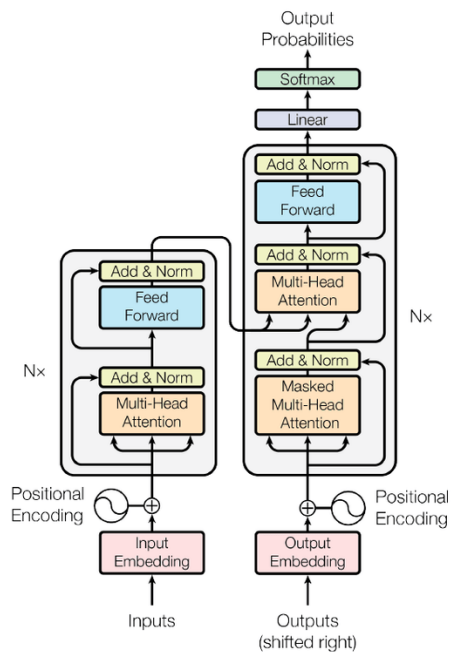 Output
Probabilities
Softmax
Linear
Add & Norm
Feed
Forward
Add & Norm
Multi-Head
Attention
Add & Norm
Masked
Multi-Head
Attention
N×
Add & Norm
Feed
Forward
Add & Norm
Multi-Head
Attention
N×
Positional
Encoding
Positional
Encoding
Input
Embedding
Output
Embedding
Inputs
Outputs
(shifted right)